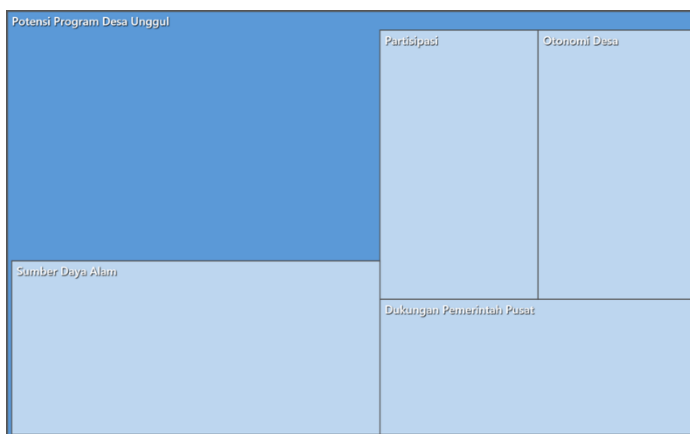 Potensi Program Desa Unggul
Partisipasi
Otonomi Desa
Sumber Daya Alam
Dukungan Pemerintah Pusat